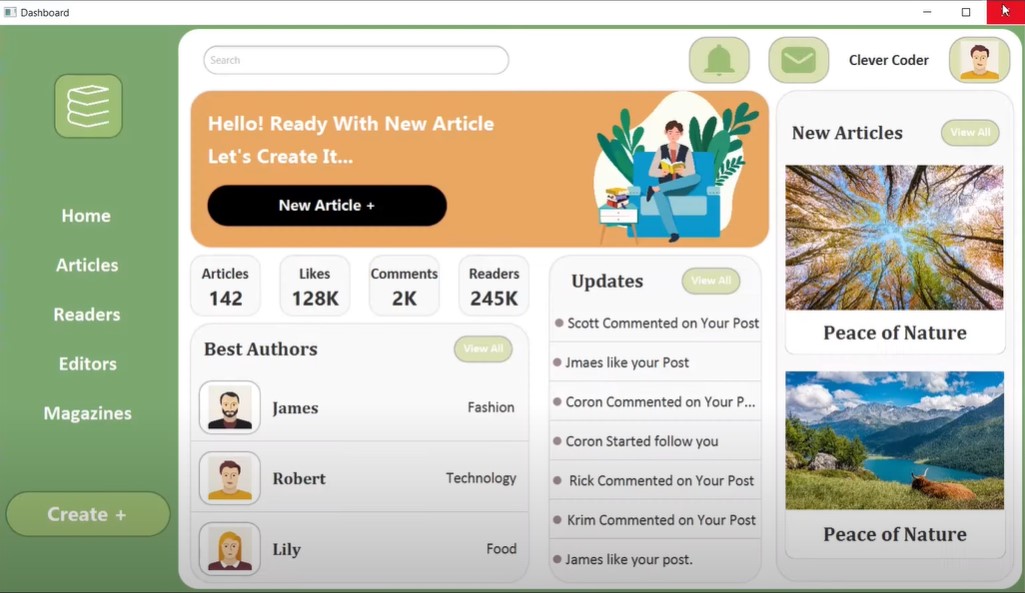 Dashboard
Search
Clever Coder
Home
Articles
Readers
Editors
Magazines
Create +
Hello! Ready With New Article
Let's Create It...
New Article +
Articles
142
Likes
128K
Comments
2K
Readers
245K
Best Authors
View All
James
Fashion
Robert
Technology
Lily
Food
Updates
View All
Scott Commented on Your Post
Jmaes like your Post
Coron Commented on Your P...
Coron Started follow you
Rick Commented on Your Post
Krim Commented on Your Post
James like your post.
New Articles
View All
Peace of Nature
Peace of Nature